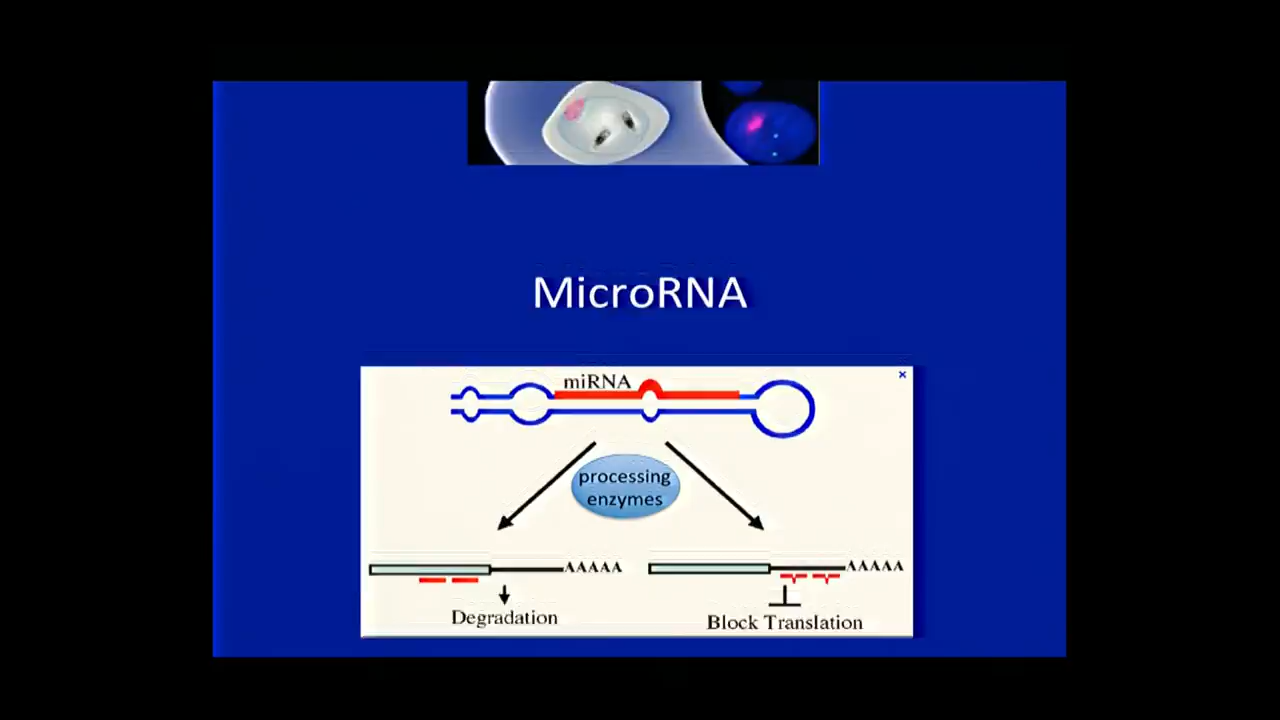 MicroRNA
miRNA
processing
enzymes
AAAAA
AAAAA
Degradation
Block Translation